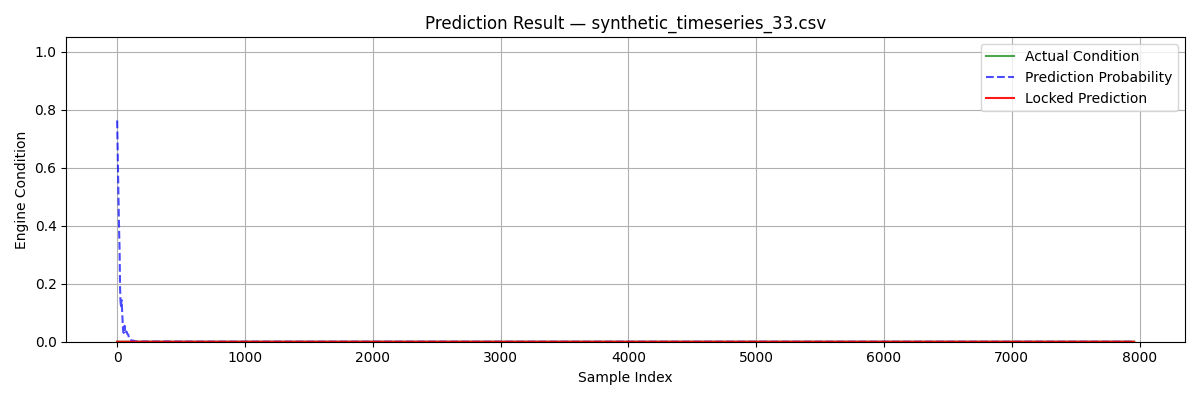 Prediction Result — synthetic_timeseries_33.csv
Engine Condition
1.0
0.8
0.6
0.4
0.2
0.0
Actual Condition
Prediction Probability
Locked Prediction
0 1000 2000 3000 4000 5000 6000 7000 8000
Sample Index